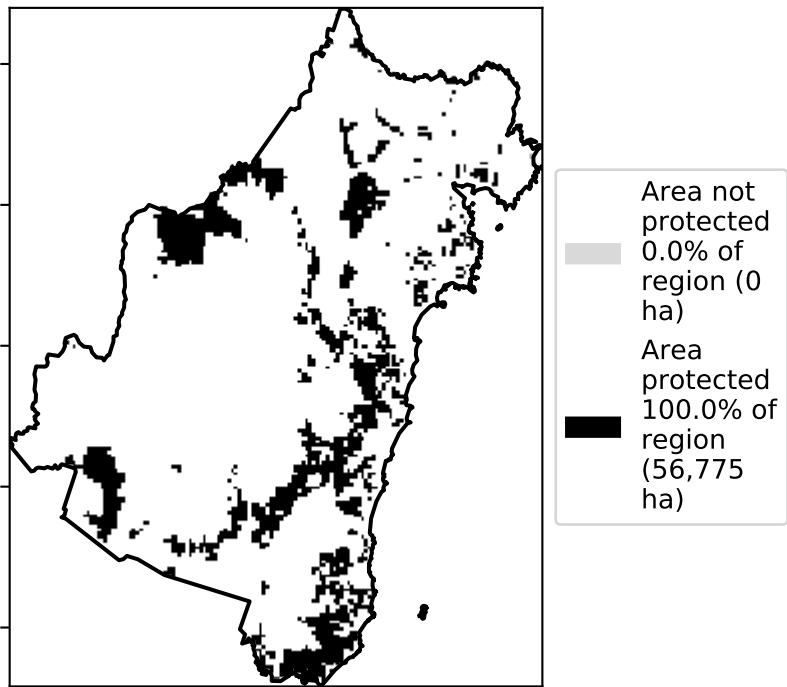 Area not
protected
0.0% of
region (0
ha)
Area
protected
100.0% of
region
(56,775
ha)